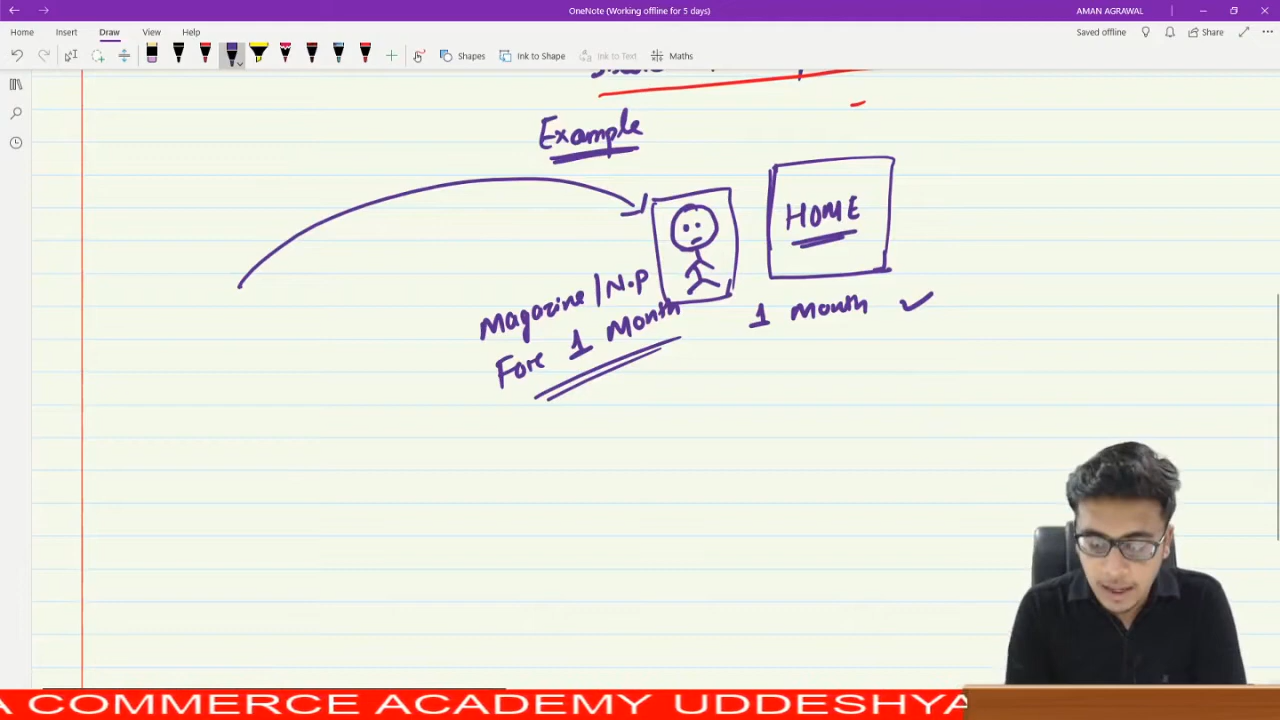 OneNote (Working offline for 5 days)
AMAN AGRAWAL
Home Insert Draw View Help
Saved offline
Share
Shapes
Ink to Shape
Ink to Text
Maths
Example
HOME
Magazine/N.P
Fore 1 Month
1 Month
A COMMERCE ACADEMY UDDESHYA